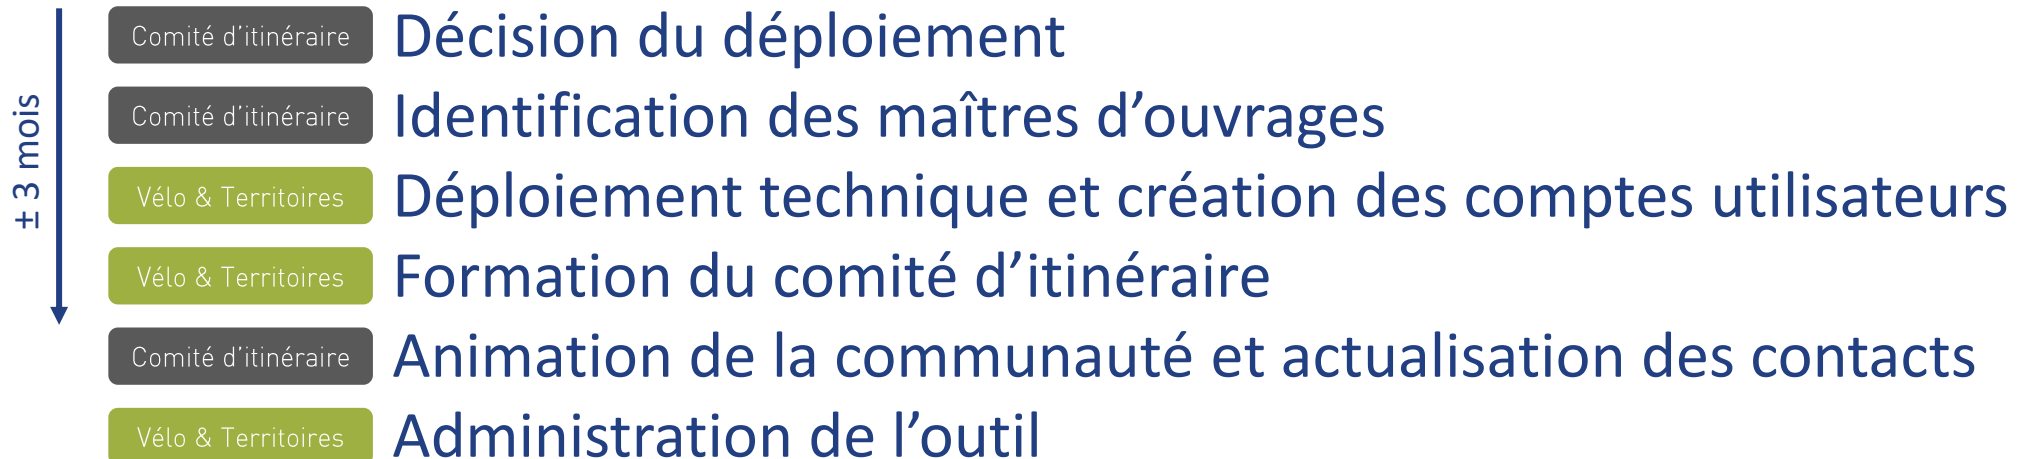 ± 3 mois
Comité d’itinéraire Décision du déploiement
Comité d’itinéraire Identification des maîtres d’ouvrages
Vélo & Territoires Déploiement technique et création des comptes utilisateurs
Vélo & Territoires Formation du comité d’itinéraire
Comité d’itinéraire Animation de la communauté et actualisation des contacts
Vélo & Territoires Administration de l’outil